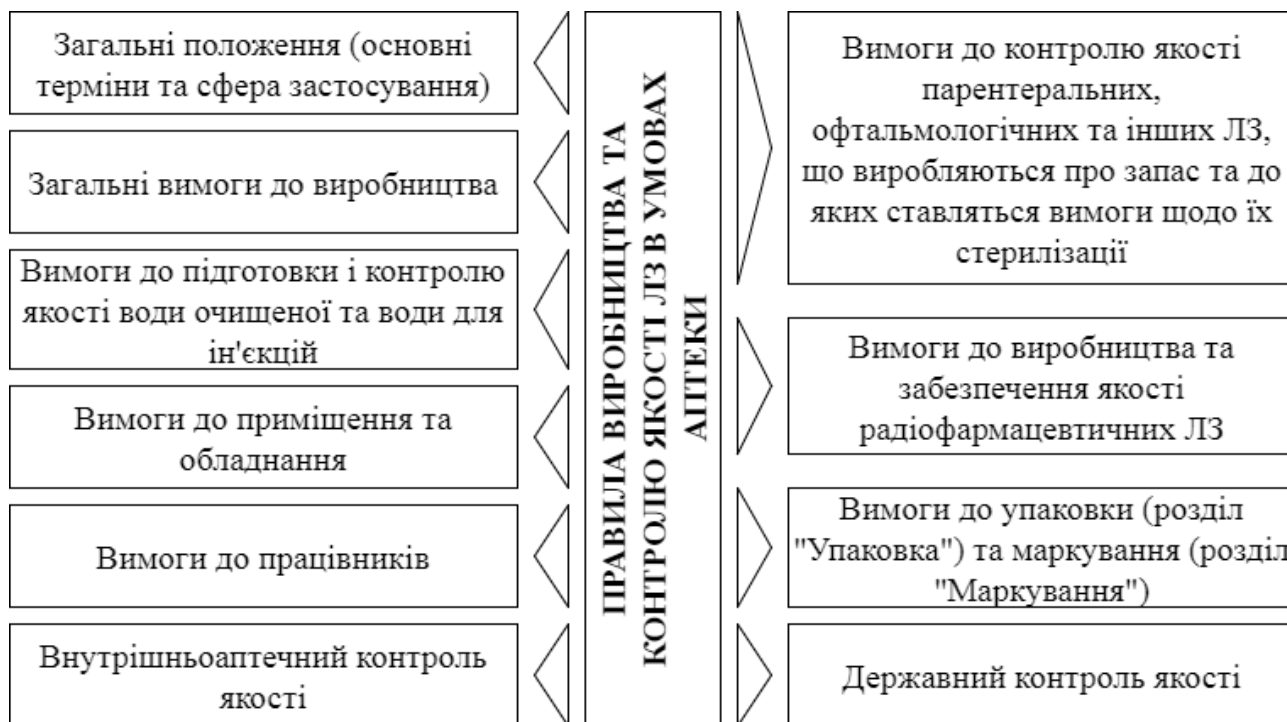 Загальні положення (основні
терміни та сфера застосування)
Загальні вимоги до виробництва
Вимоги до підготовки і контролю
якості води очищеної та води для
ін'єкцій
Вимоги до приміщення та
обладнання
Вимоги до працівників
Внутрішньоаптечний контроль
якості
ПРАВИЛА ВИРОБНИЦТВА ТА
КОНТРОЛЮ ЯКОСТІ ЛЗ В УМОВАХ
АПТЕКИ
Вимоги до контролю якості
парентеральних,
офтальмологічних та інших ЛЗ,
що виробляються про запас та до
яких ставляться вимоги щодо їх
стерилізації
Вимоги до виробництва та
забезпечення якості
радіофармацевтичних ЛЗ
Вимоги до упаковки (розділ
"Упаковка") та маркування (розділ
"Маркування")
Державний контроль якості